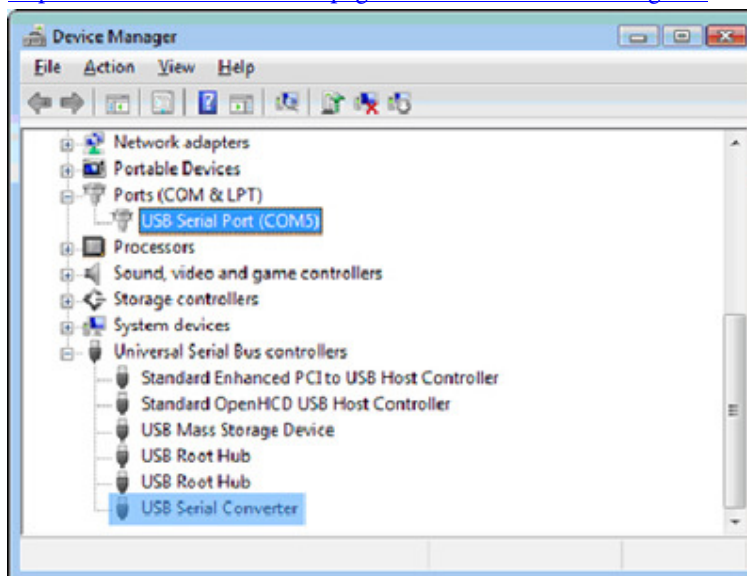 Device Manager
File Action View Help
Network adapters
Portable Devices
Ports (COM & LPT)
USB Serial Port (COM5)
Processors
Sound, video and game controllers
Storage controllers
System devices
Universal Serial Bus controllers
Standard Enhanced PCI to USB Host Controller
Standard OpenHCD USB Host Controller
USB Mass Storage Device
USB Root Hub
USB Root Hub
USB Serial Converter